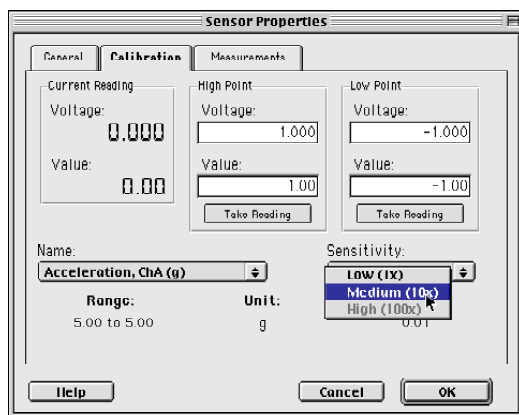 Sensor Properties
General Calibration Measurements
Current Reading
Voltage:
0.000
Value:
0.00
High Point
Voltage:
1.000
Value:
1.00
Take Reading
Low Point
Voltage:
-1.000
Value:
-1.00
Take Reading
Name:
Acceleration, ChA (g)
Sensitivity:
Low (1x)
Medium (10x)
High (100x)
Range:
5.00 to 5.00
Unit:
g
0.01
Help
Cancel
OK